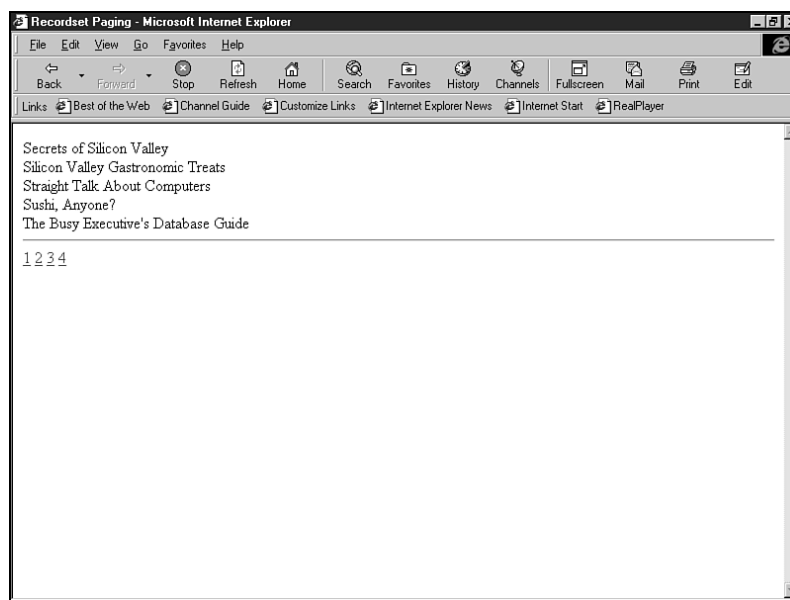 Recordset Paging - Microsoft Internet Explorer
File Edit View Go Favorites Help
Back Forward Stop Refresh Home Search Favorites History Channels Fullscreen Mail Print Edit
Links Best of the Web Channel Guide Customize Links Internet Explorer News Internet Start RealPlayer
Secrets of Silicon Valley
Silicon Valley Gastronomic Treats
Straight Talk About Computers
Sushi, Anyone?
The Busy Executive's Database Guide
1 2 3 4